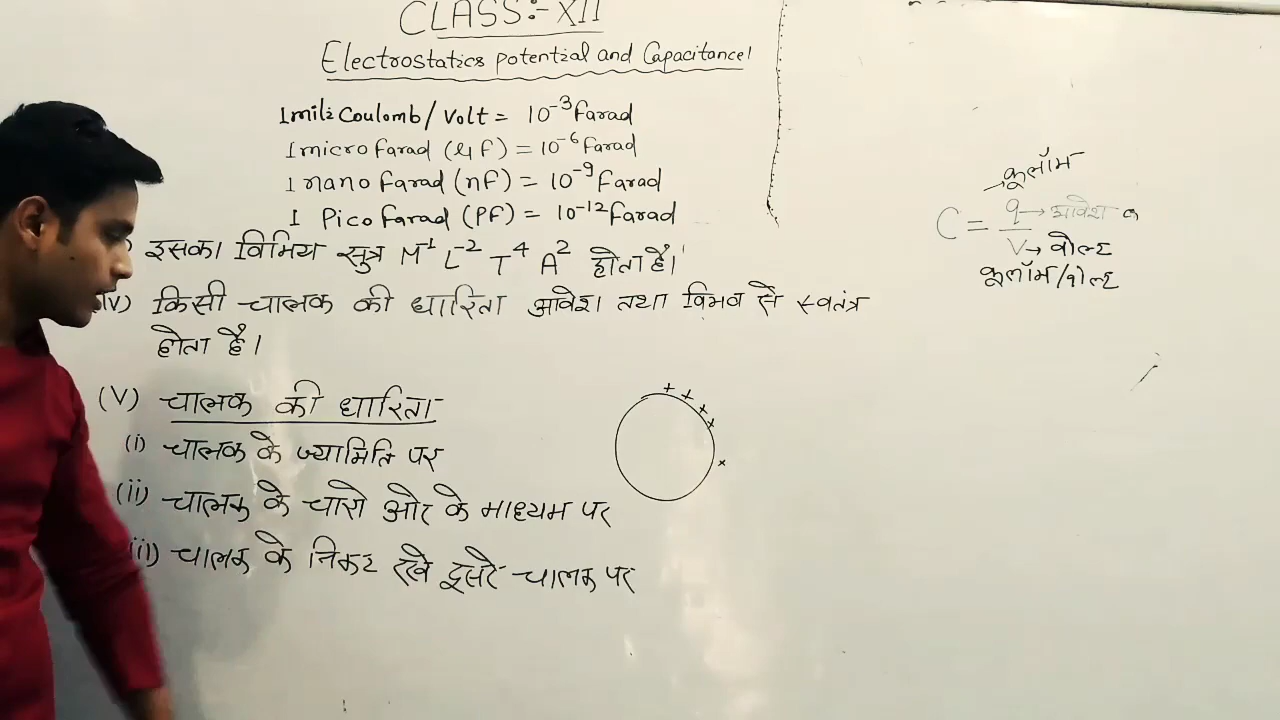 CLASS:- XII
Electrostatics potential and Capacitance
1 mili Coulomb/Volt = 10⁻³ farad
1 micro farad (μF) = 10⁻⁶ farad
1 nano farad (nF) = 10⁻⁹ farad
1 Pico farad (PF) = 10⁻¹² farad
इसका विमिय सुत्र M¹ L⁻² T⁴ A² होता है।
(IV) किसी चालक की धारिता आवेश तथा विभव से स्वतंत्र
होता है।
(V) चालक की धारिता
(i) चालक के ज्यामिति पर
(ii) चालक के चारो ओर के माध्यम पर
चालक के निकट रखे दूसरे चालक पर
+ + + + +
→ कूलॉम
C = q/V
→ आवेश
→ वोल्ट
कूलॉम/वोल्ट